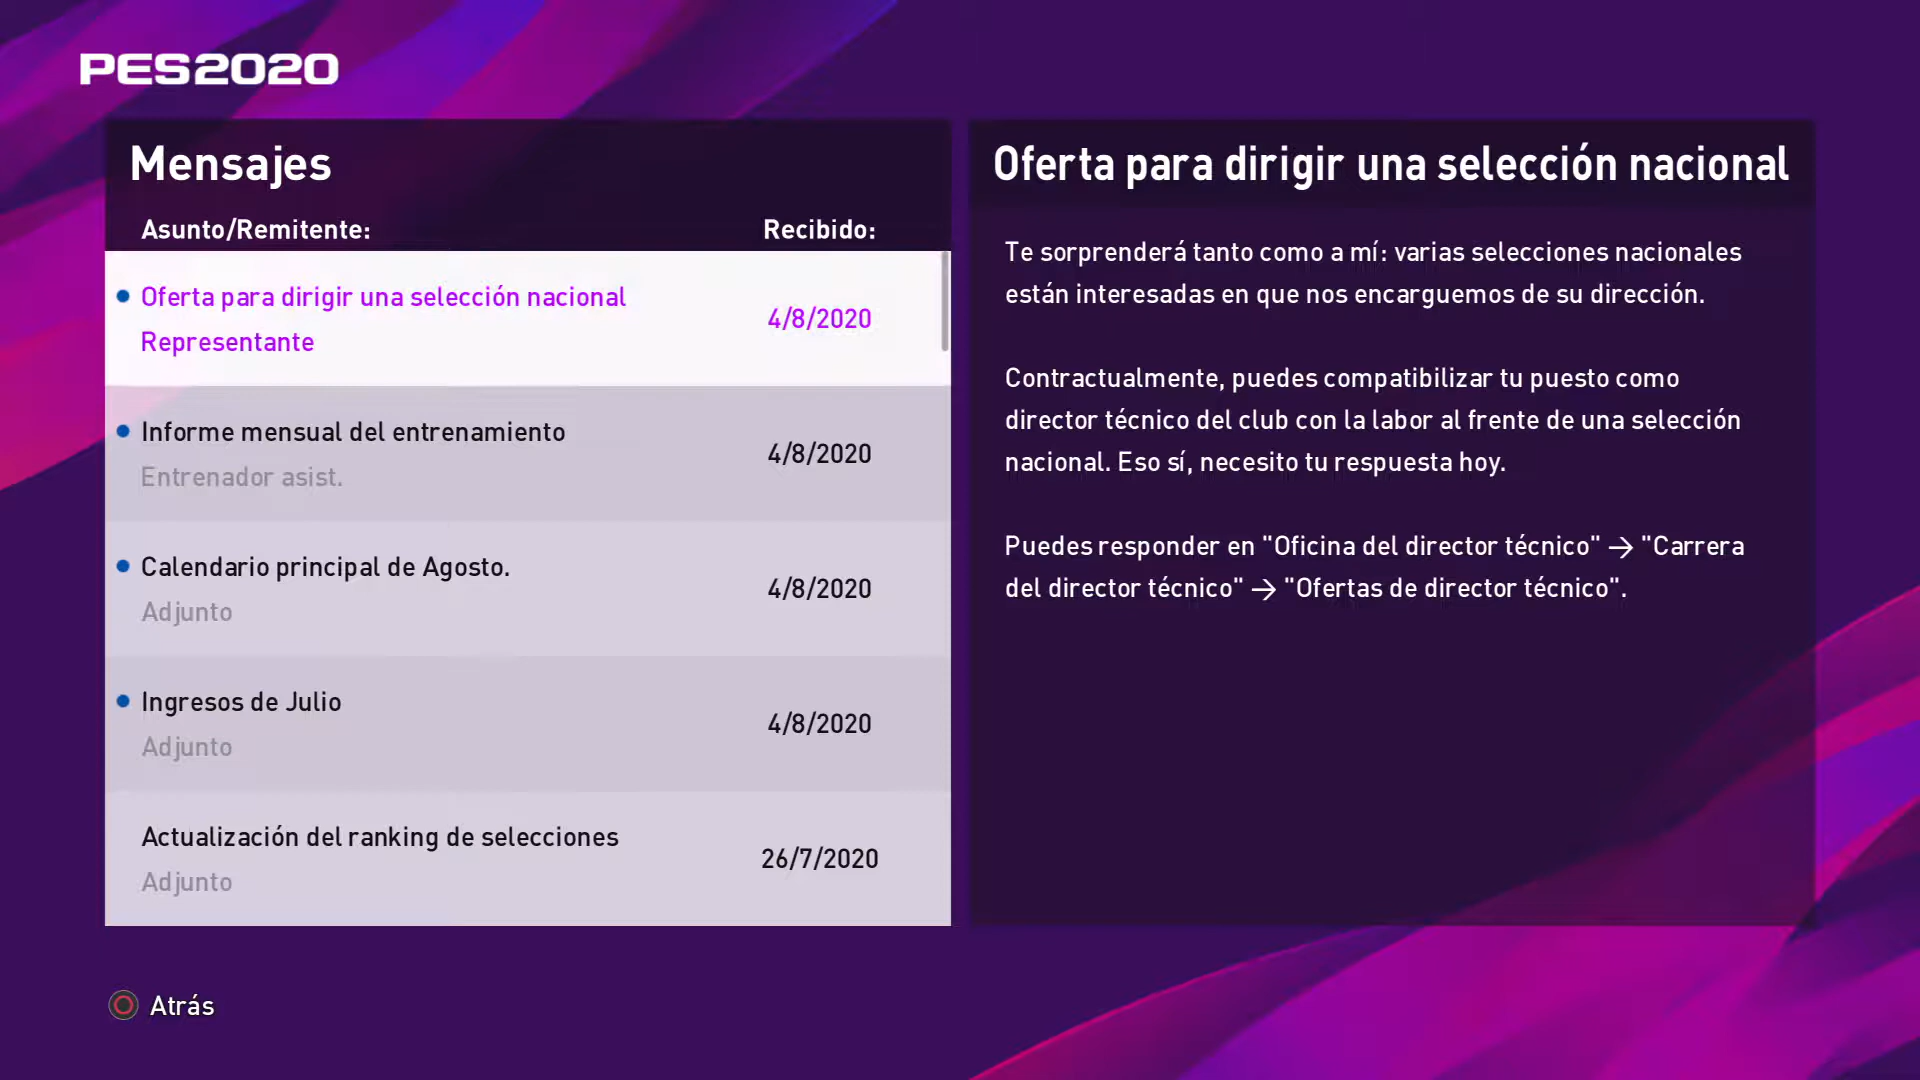 PES2020
Mensajes
Asunto/Remitente: Recibido:
Oferta para dirigir una selección nacional
Representante
4/8/2020
Informe mensual del entrenamiento
Entrenador asist.
4/8/2020
Calendario principal de Agosto.
Adjunto
4/8/2020
Ingresos de Julio
Adjunto
4/8/2020
Actualización del ranking de selecciones
Adjunto
26/7/2020
Oferta para dirigir una selección nacional
Te sorprenderá tanto como a mí: varias selecciones nacionales
están interesadas en que nos encarguemos de su dirección.
Contractualmente, puedes compatibilizar tu puesto como
director técnico del club con la labor al frente de una selección
nacional. Eso sí, necesito tu respuesta hoy.
Puedes responder en "Oficina del director técnico" → "Carrera
del director técnico" → "Ofertas de director técnico".
Atrás